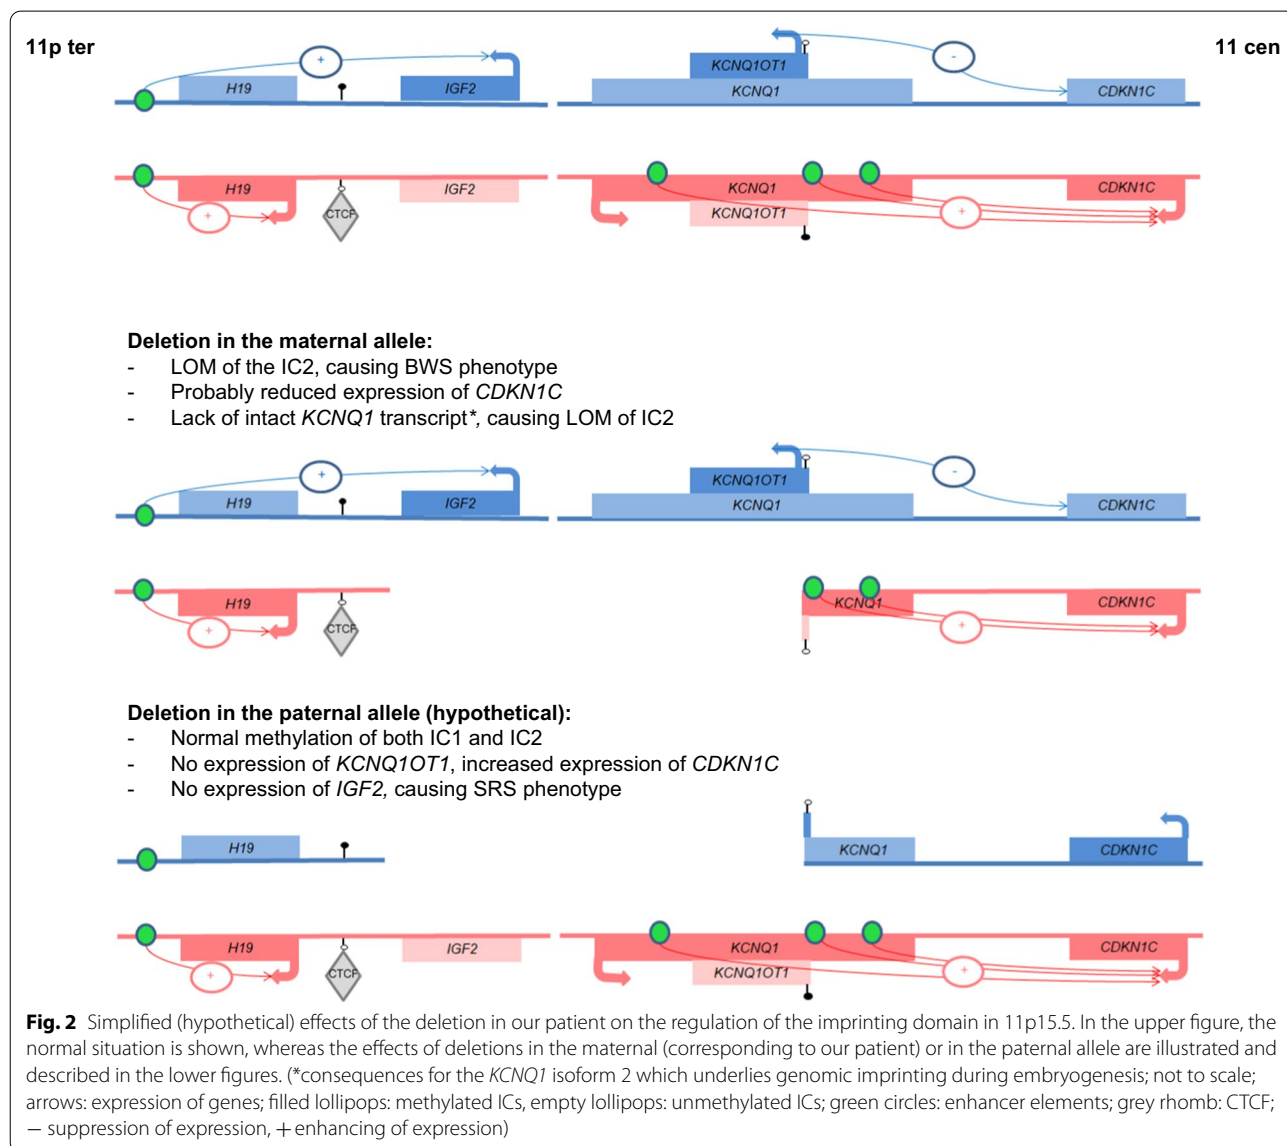 11p ter
11 cen
+
-
KCNQ1OT1
H19
IGF2
KCNQ1
CDKN1C
H19
IGF2
KCNQ1
CDKN1C
+
CTCF
KCNQ1OT1
+
Deletion in the maternal allele:
- LOM of the IC2, causing BWS phenotype
- Probably reduced expression of CDKN1C
- Lack of intact KCNQ1 transcript*, causing LOM of IC2
+
-
KCNQ1OT1
H19
IGF2
KCNQ1
CDKN1C
H19
KCNQ1
CDKN1C
+
CTCF
+
Deletion in the paternal allele (hypothetical):
- Normal methylation of both IC1 and IC2
- No expression of KCNQ1OT1, increased expression of CDKN1C
- No expression of IGF2, causing SRS phenotype
H19
KCNQ1
CDKN1C
H19
IGF2
KCNQ1
CDKN1C
+
CTCF
KCNQ1OT1
+
Fig. 2 Simplified (hypothetical) effects of the deletion in our patient on the regulation of the imprinting domain in 11p15.5. In the upper figure, the
normal situation is shown, whereas the effects of deletions in the maternal (corresponding to our patient) or in the paternal allele are illustrated and
described in the lower figures. (*consequences for the KCNQ1 isoform 2 which underlies genomic imprinting during embryogenesis; not to scale;
arrows: expression of genes; filled lollipops: methylated ICs, empty lollipops: unmethylated ICs; green circles: enhancer elements; grey rhomb: CTCF;
− suppression of expression, + enhancing of expression)